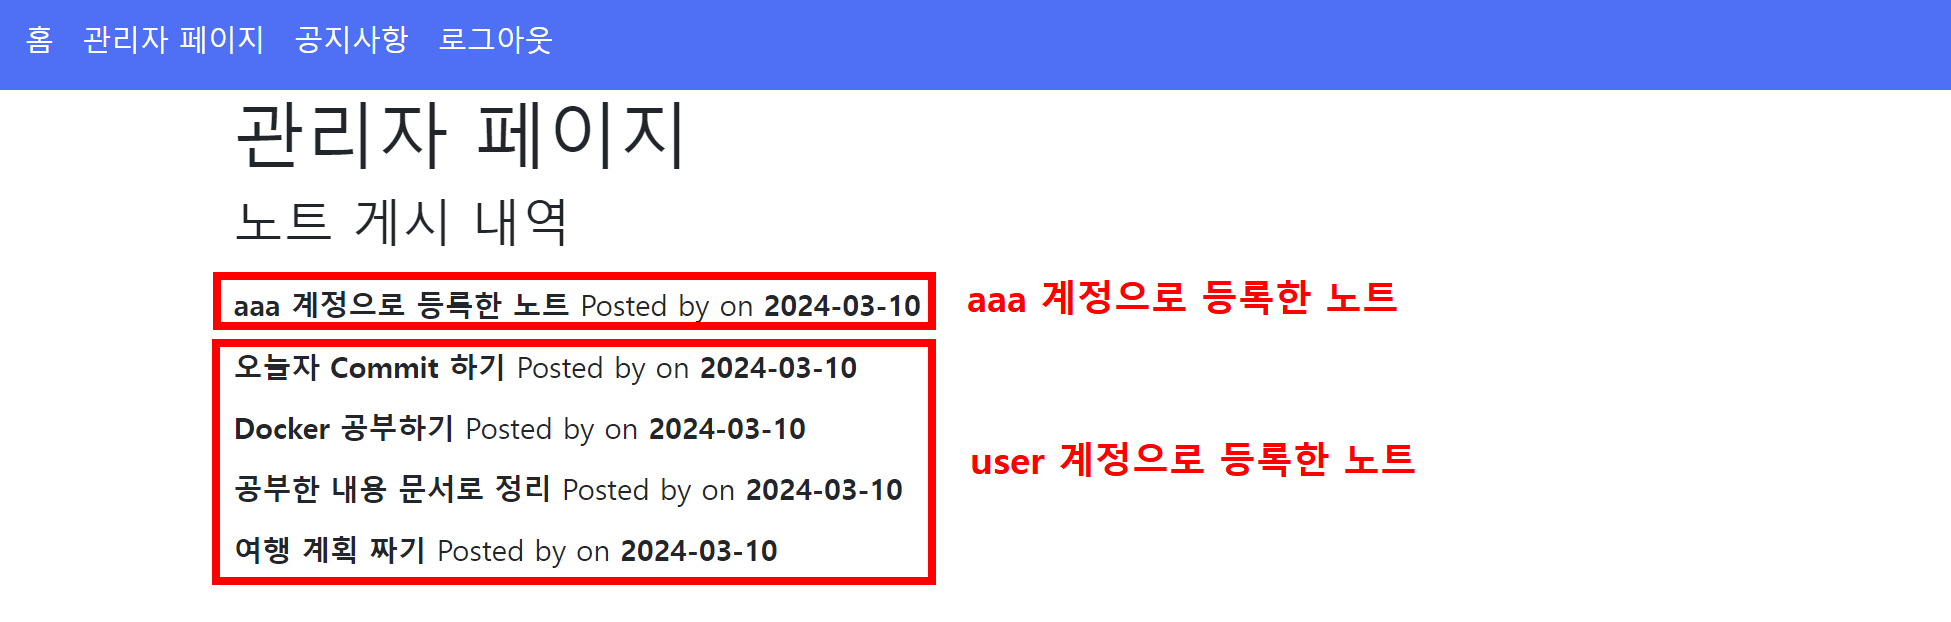 홈 관리자 페이지 공지사항 로그아웃
관리자 페이지
노트 게시 내역
aaa 계정으로 등록한 노트 Posted by on 2024-03-10
aaa 계정으로 등록한 노트
오늘자 Commit 하기 Posted by on 2024-03-10
Docker 공부하기 Posted by on 2024-03-10
user 계정으로 등록한 노트
공부한 내용 문서로 정리 Posted by on 2024-03-10
여행 계획 짜기 Posted by on 2024-03-10